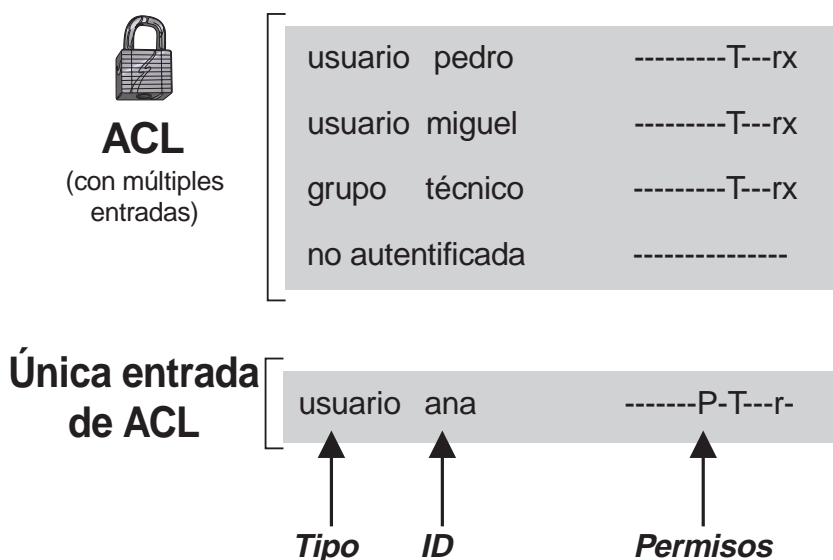 ACL
(con múltiples
entradas)
usuario pedro ---------T---rx
usuario miguel ---------T---rx
grupo técnico ---------T---rx
no autentificada ---------------
Única entrada
de ACL
usuario ana -------P-T---r-
Tipo ID Permisos